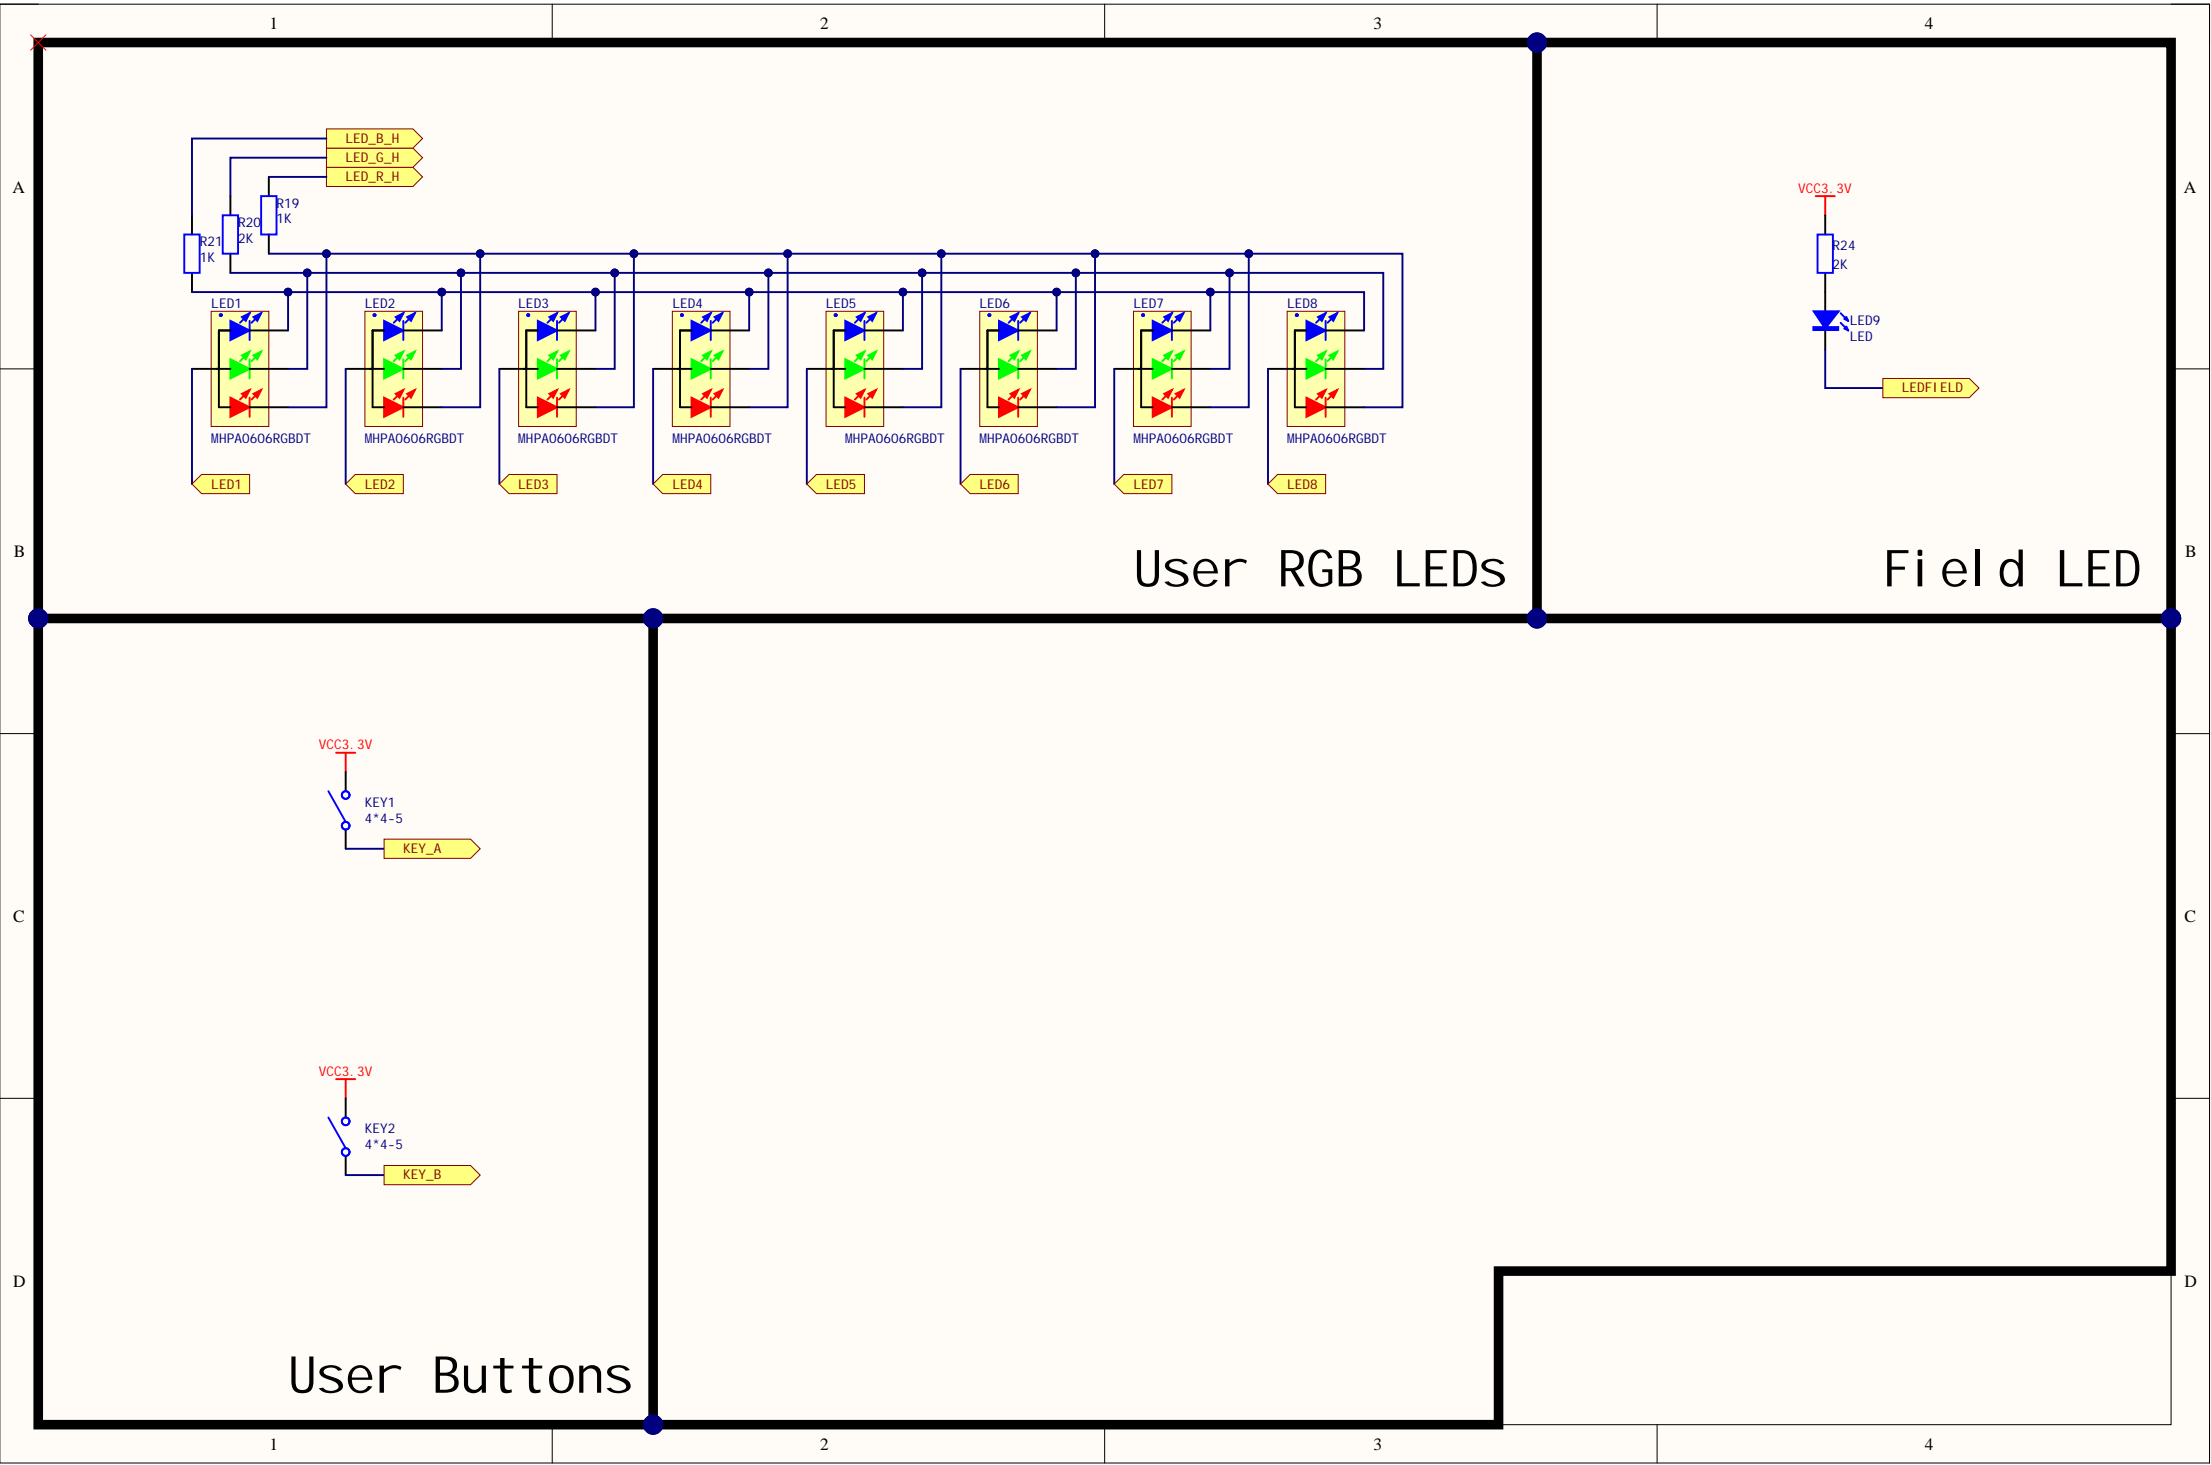 1 2 3 4
A A
LED_B_H
LED_G_H
LED_R_H
R19
1K
R20
2K
R21
1K
LED1 LED2 LED3 LED4 LED5 LED6 LED7 LED8
MHPA0606RGBDT MHPA0606RGBDT MHPA0606RGBDT MHPA0606RGBDT MHPA0606RGBDT MHPA0606RGBDT MHPA0606RGBDT MHPA0606RGBDT
LED1 LED2 LED3 LED4 LED5 LED6 LED7 LED8
User RGB LEDs
VCC3.3V
R24
2K
LED9
LED
LEDFIELD
Field LED
B B
VCC3.3V
KEY1
4*4-5
KEY_A
C C
VCC3.3V
KEY2
4*4-5
KEY_B
D D
User Buttons
1 2 3 4